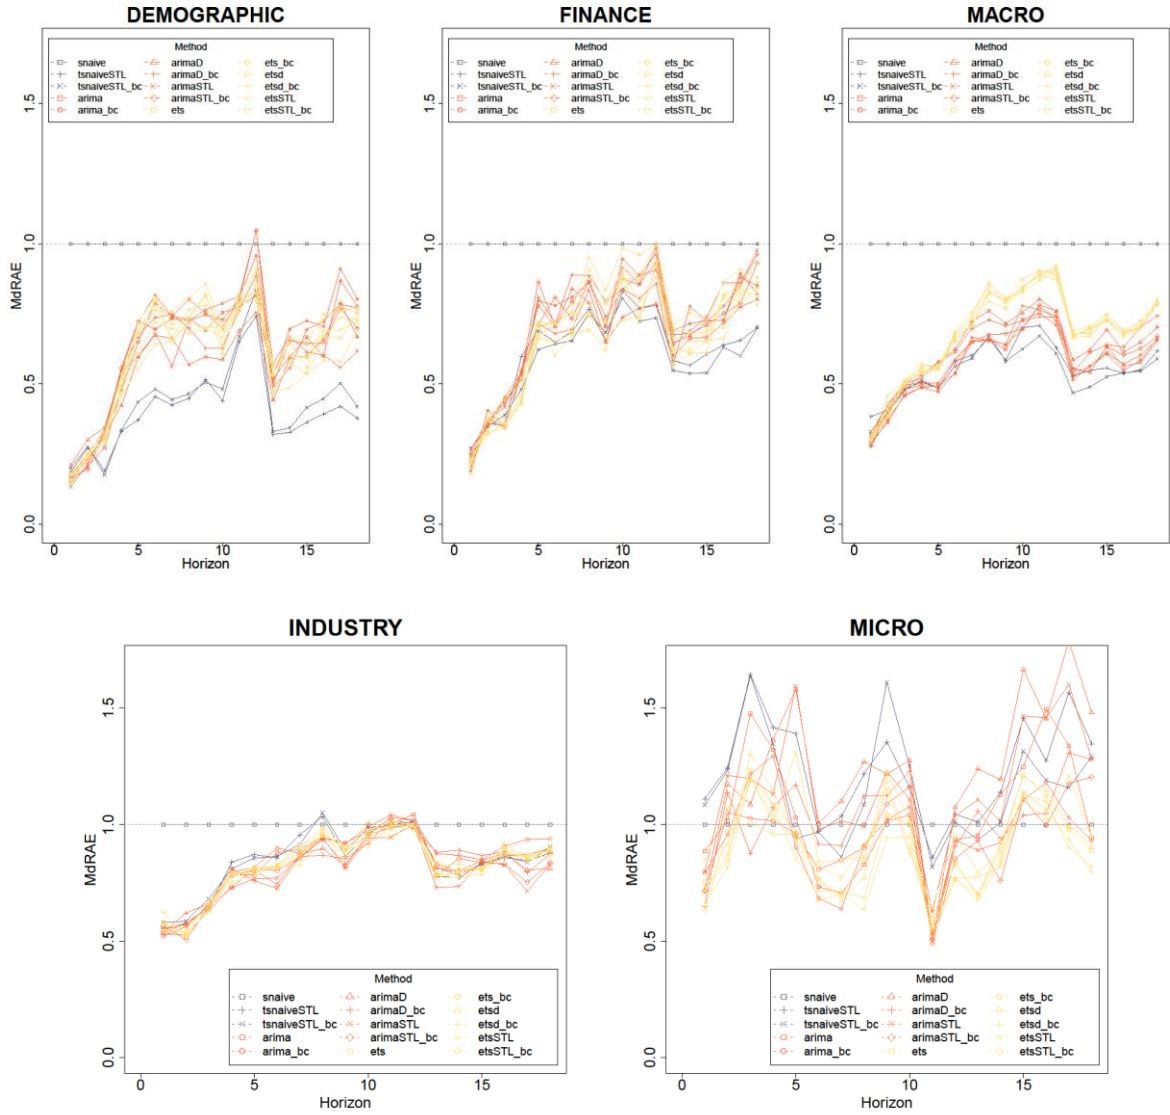 DEMOGRAPHIC
Method
snaive arimaD ets_bc
tsnaiveSTL arimaD_bc etsd
tsnaiveSTL_bc arimaSTL etsd_bc
arima arimaSTL_bc etsSTL
arima_bc ets etsSTL_bc
MdRAE
1.5
1.0
0.5
0.0
0 5 10 15
Horizon
FINANCE
Method
snaive arimaD ets_bc
tsnaiveSTL arimaD_bc etsd
tsnaiveSTL_bc arimaSTL etsd_bc
arima arimaSTL_bc etsSTL
arima_bc ets etsSTL_bc
MdRAE
1.5
1.0
0.5
0.0
0 5 10 15
Horizon
MACRO
Method
snaive arimaD ets_bc
tsnaiveSTL arimaD_bc etsd
tsnaiveSTL_bc arimaSTL etsd_bc
arima arimaSTL_bc etsSTL
arima_bc ets etsSTL_bc
MdRAE
1.5
1.0
0.5
0.0
0 5 10 15
Horizon
INDUSTRY
MdRAE
1.5
1.0
0.5
0.0
Method
snaive arimaD ets_bc
tsnaiveSTL arimaD_bc etsd
tsnaiveSTL_bc arimaSTL etsd_bc
arima arimaSTL_bc etsSTL
arima_bc ets etsSTL_bc
0 5 10 15
Horizon
MICRO
MdRAE
1.5
1.0
0.5
0.0
Method
snaive arimaD ets_bc
tsnaiveSTL arimaD_bc etsd
tsnaiveSTL_bc arimaSTL etsd_bc
arima arimaSTL_bc etsSTL
arima_bc ets etsSTL_bc
0 5 10 15
Horizon